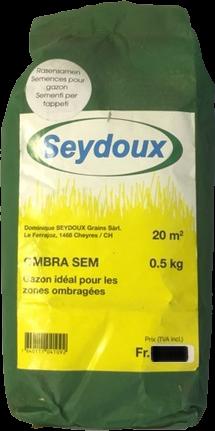 Rasensamen
Semences pour
gazon
Sementi per
tappeti
Seydoux
Dominique SEYDOUX Grains Sàrl.
Le Ferrajoz, 1468 Cheyres / CH
20 m²
OMBRA SEM
0.5 kg
Gazon idéal pour les
zones ombragées
Prix (TVA incl.)
Fr.